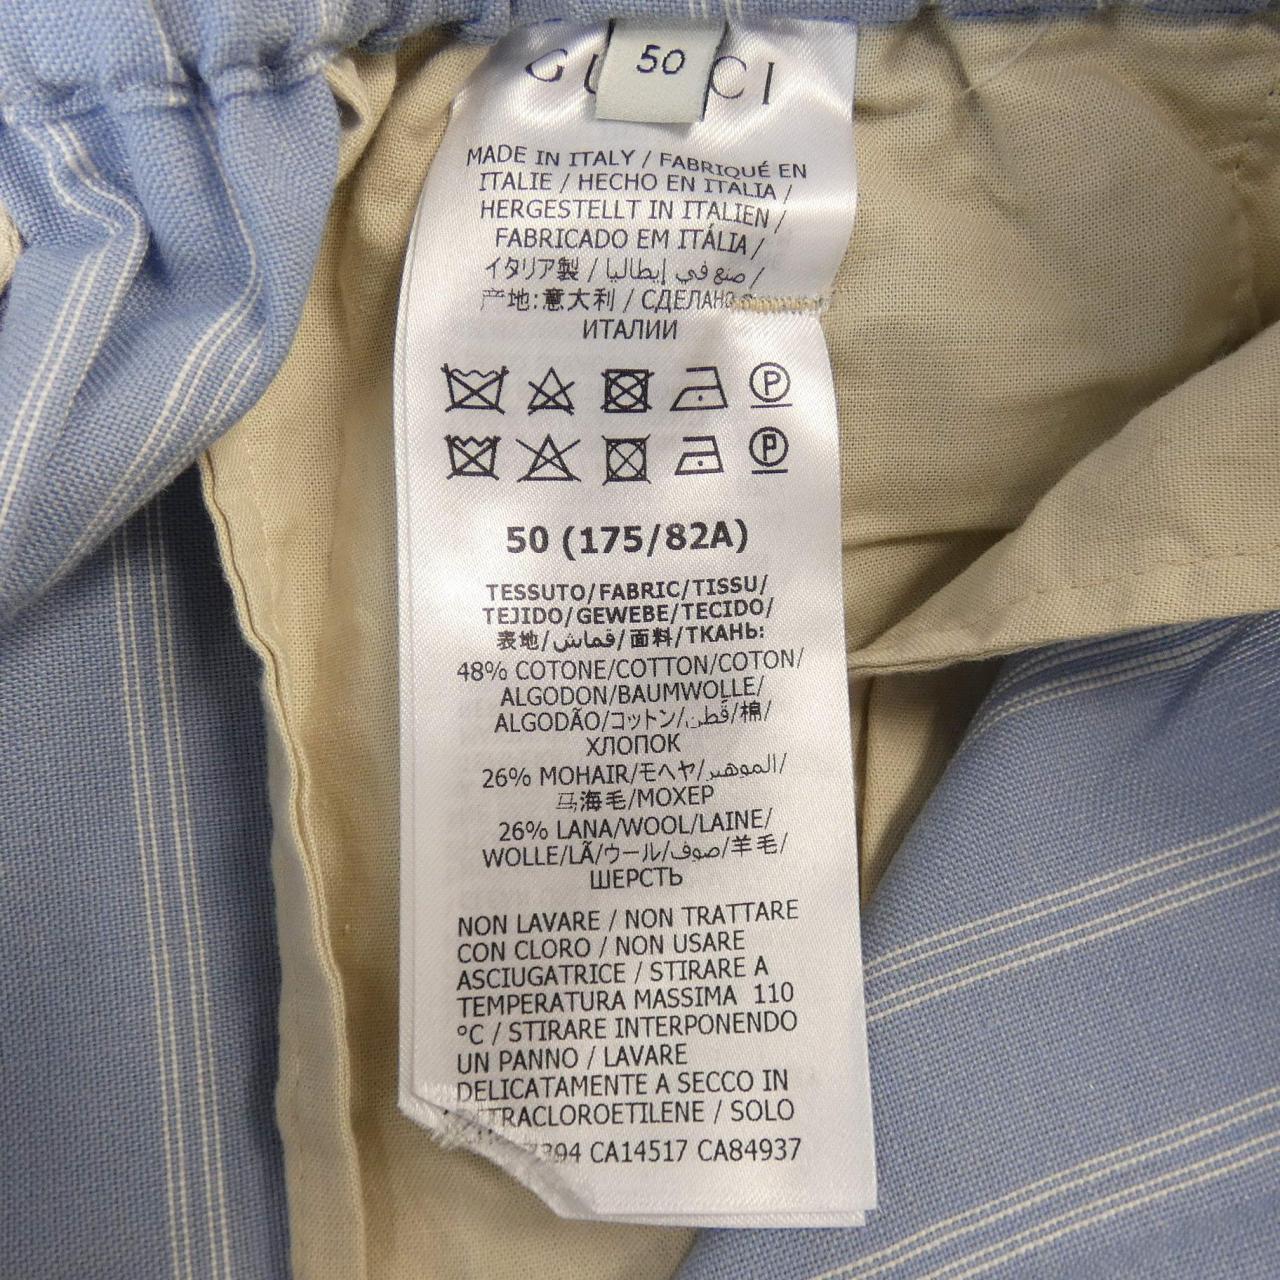 50
MADE IN ITALY / FABRIQUÉ EN
ITALIE / HECHO EN ITALIA /
HERGESTELLT IN ITALIEN /
FABRICADO EM ITÁLIA /
イタリア製 / صنع في إيطاليا /
产地:意大利 / СДЕЛАНО
ИТАЛИИ
P
P
50 (175/82A)
TESSUTO/FABRIC/TISSU/
TEJIDO/GEWEBE/TECIDO/
表地/قماش/面料/ТКАНЬ:
48% COTONE/COTTON/COTON/
ALGODON/BAUMWOLLE/
ALGODÃO/コットン/قطن/棉/
ХЛОПОК
26% MOHAIR/モヘヤ/الموهير/
马海毛/МОХЕР
26% LANA/WOOL/LAINE/
WOLLE/LÃ/ウール/صوف/羊毛/
ШЕРСТЬ
NON LAVARE / NON TRATTARE
CON CLORO / NON USARE
ASCIUGATRICE / STIRARE A
TEMPERATURA MASSIMA 110
°C / STIRARE INTERPONENDO
UN PANNO / LAVARE
DELICATAMENTE A SECCO IN
/ SOLO
CA14517 CA84937